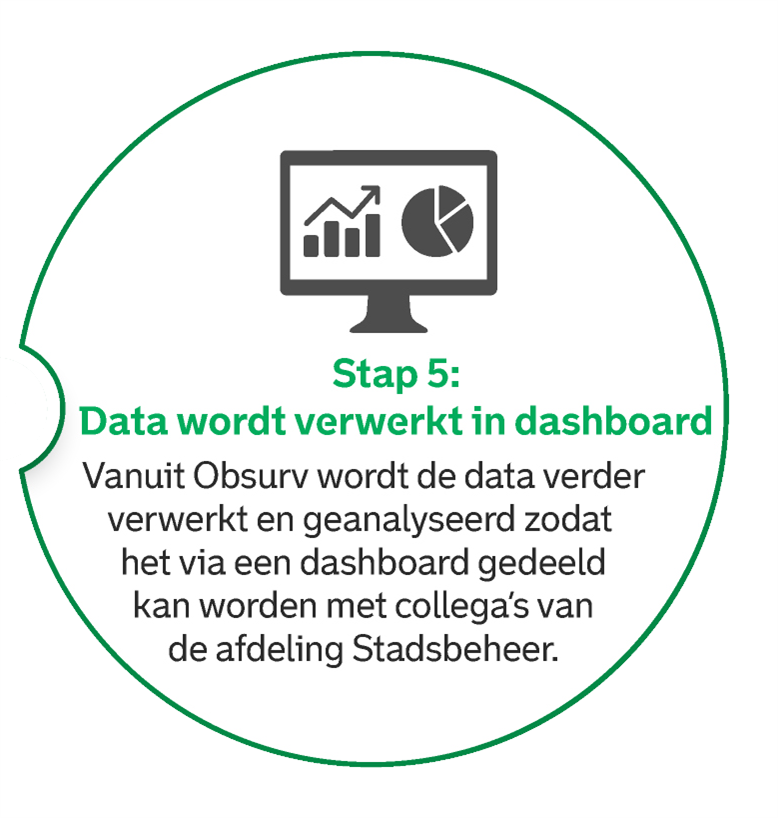 Stap 5:
Data wordt verwerkt in dashboard
Vanuit Obsurv wordt de data verder
verwerkt en geanalyseerd zodat
het via een dashboard gedeeld
kan worden met collega's van
de afdeling Stadsbeheer.